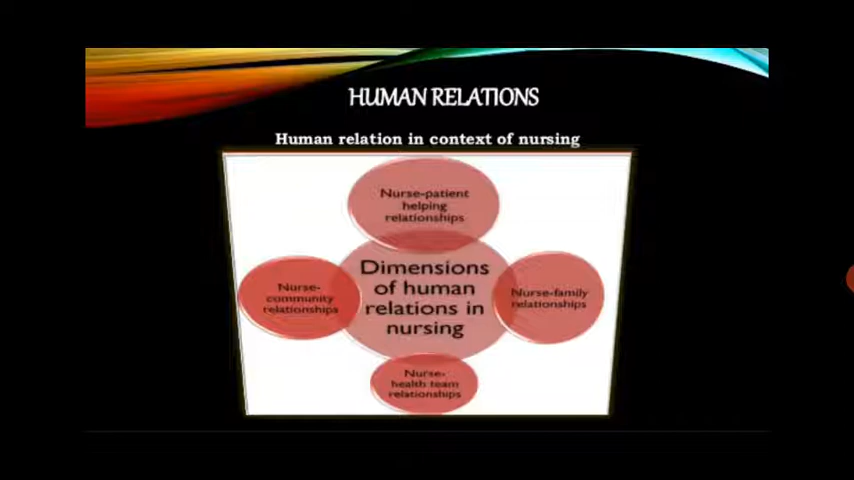 HUMAN RELATIONS
Human relation in context of nursing
Nurse-patient
helping
relationships
Dimensions
of human
relations in
nursing
Nurse-
community
relationships
Nurse-family
relationships
Nurse-
health team
relationships